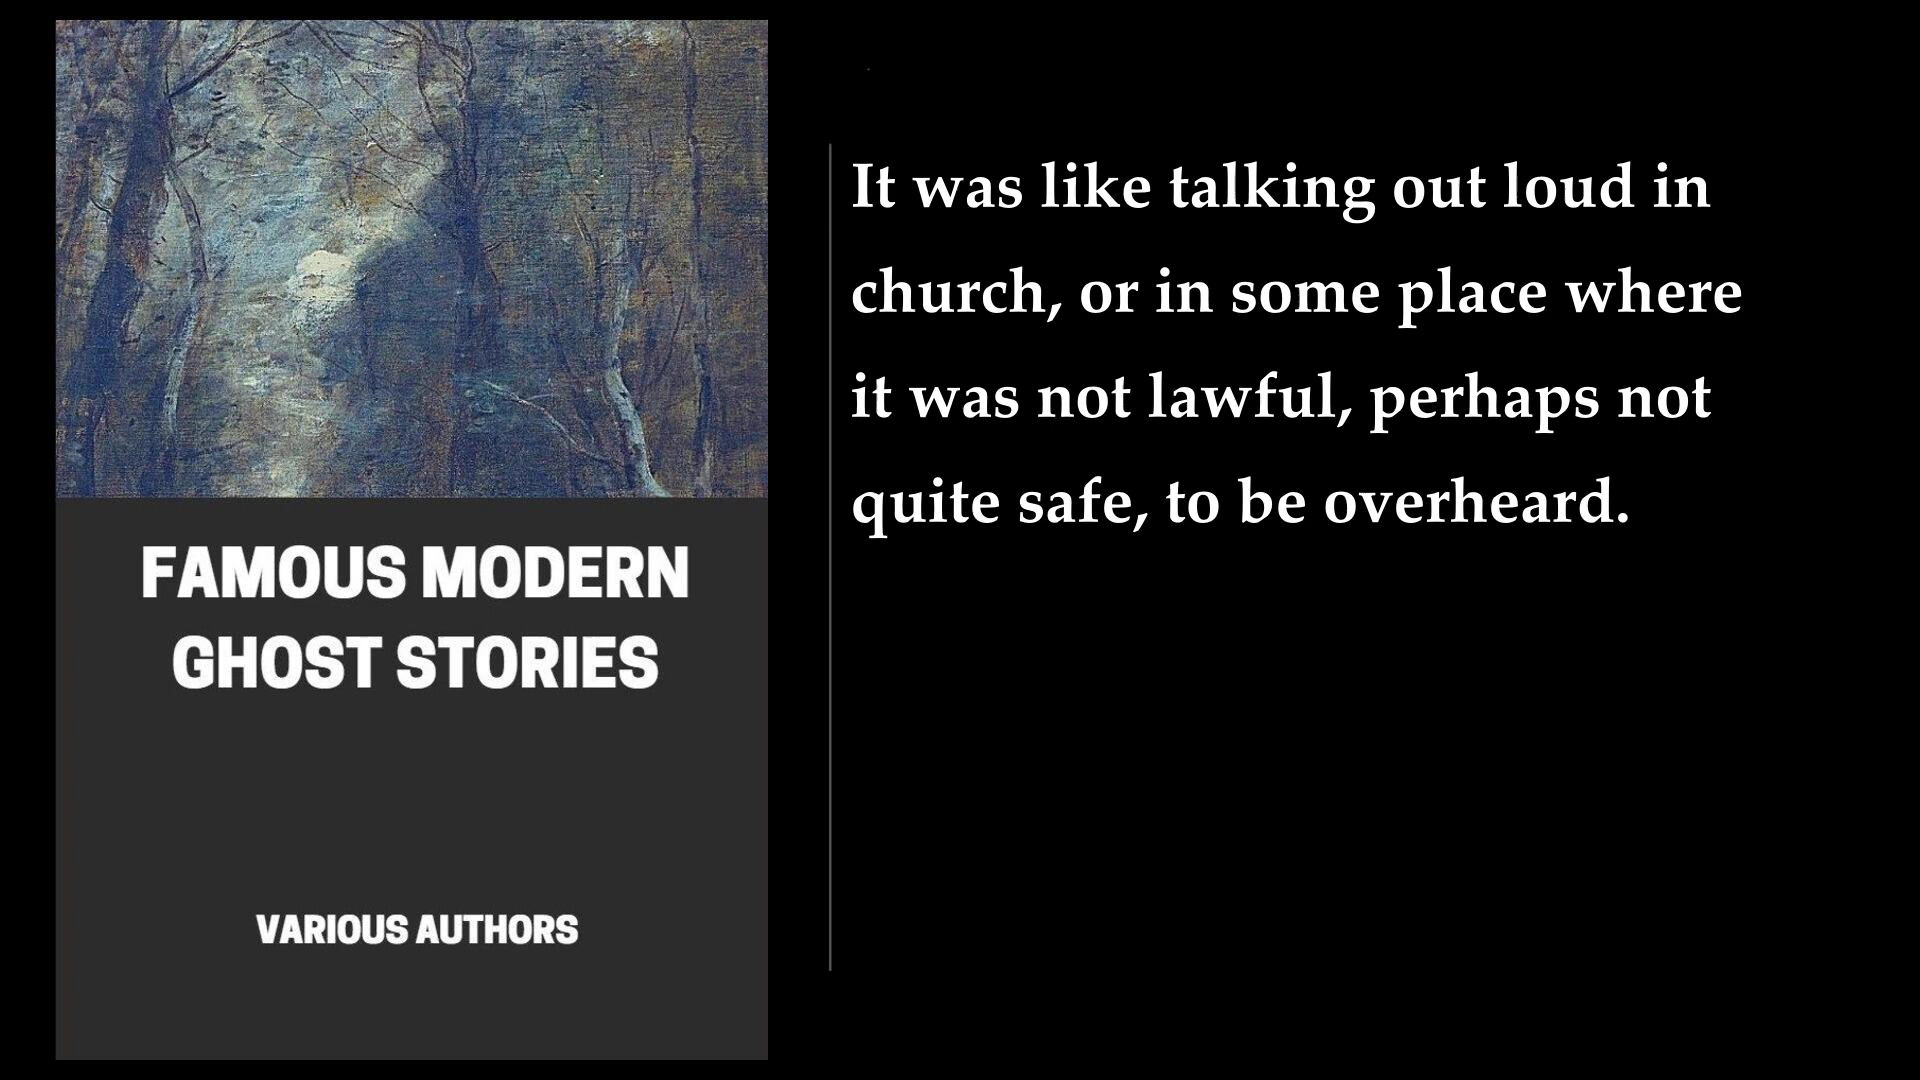 FAMOUS MODERN
GHOST STORIES
VARIOUS AUTHORS
It was like talking out loud in
church, or in some place where
it was not lawful, perhaps not
quite safe, to be overheard.